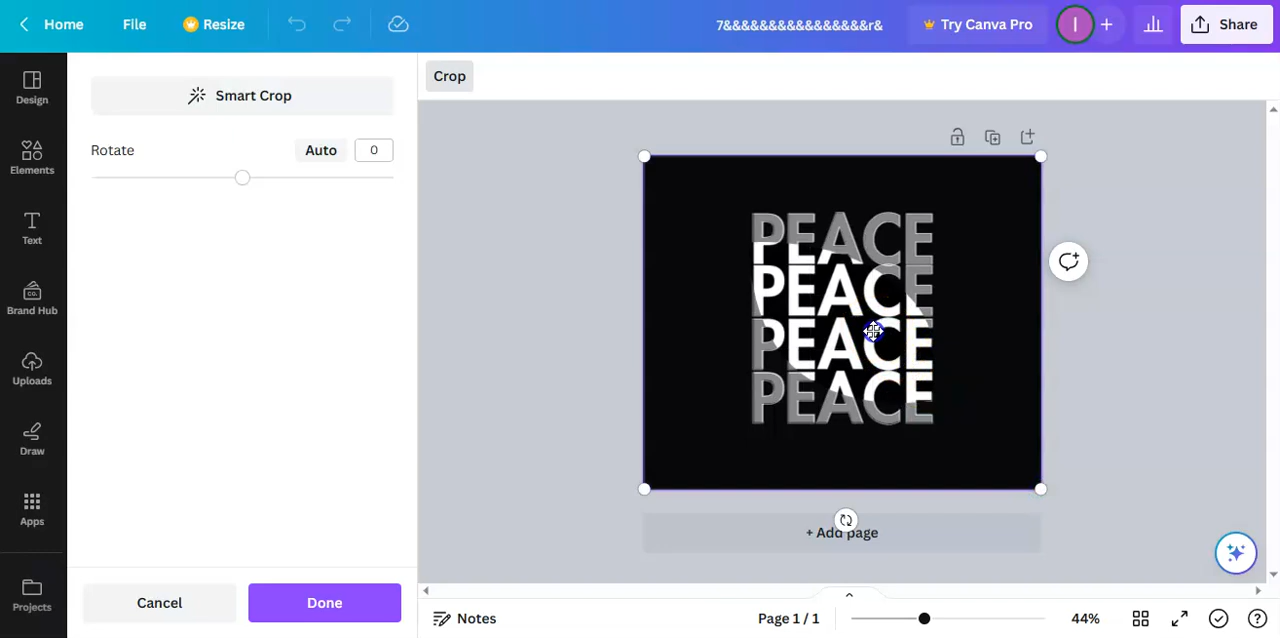 Home File Resize 7&&&&&&&&&&&&&&&&r& Try Canva Pro I + Share
Design
Elements
Text
Brand Hub
CO.
Uploads
Draw
Apps
Projects
Smart Crop
Rotate Auto 0
Cancel Done
Crop
PEACE
PEACE
PEACE
PEACE
+ Add page
Notes Page 1 / 1 44%